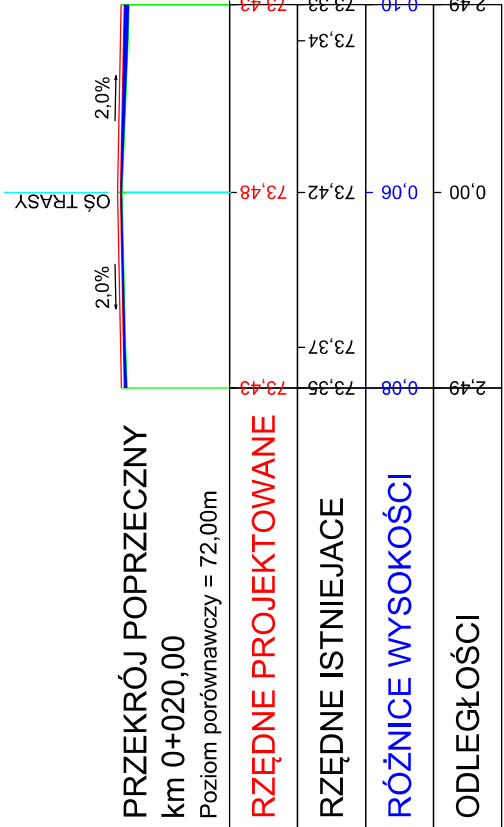 PRZEKRÓJ POPRZECZNY
km 0+020,00
Poziom porównawczy = 72,00m
2,0%
OŚ TRASY
2,0%
RZĘDNE PROJEKTOWANE
73,43
73,48
73,43
RZĘDNE ISTNIEJACE
73,35
73,37
73,42
73,34
73,33
RÓŻNICE WYSOKOŚCI
0,08
0,06
0,10
ODLEGŁOŚCI
2,49
0,00
2,49